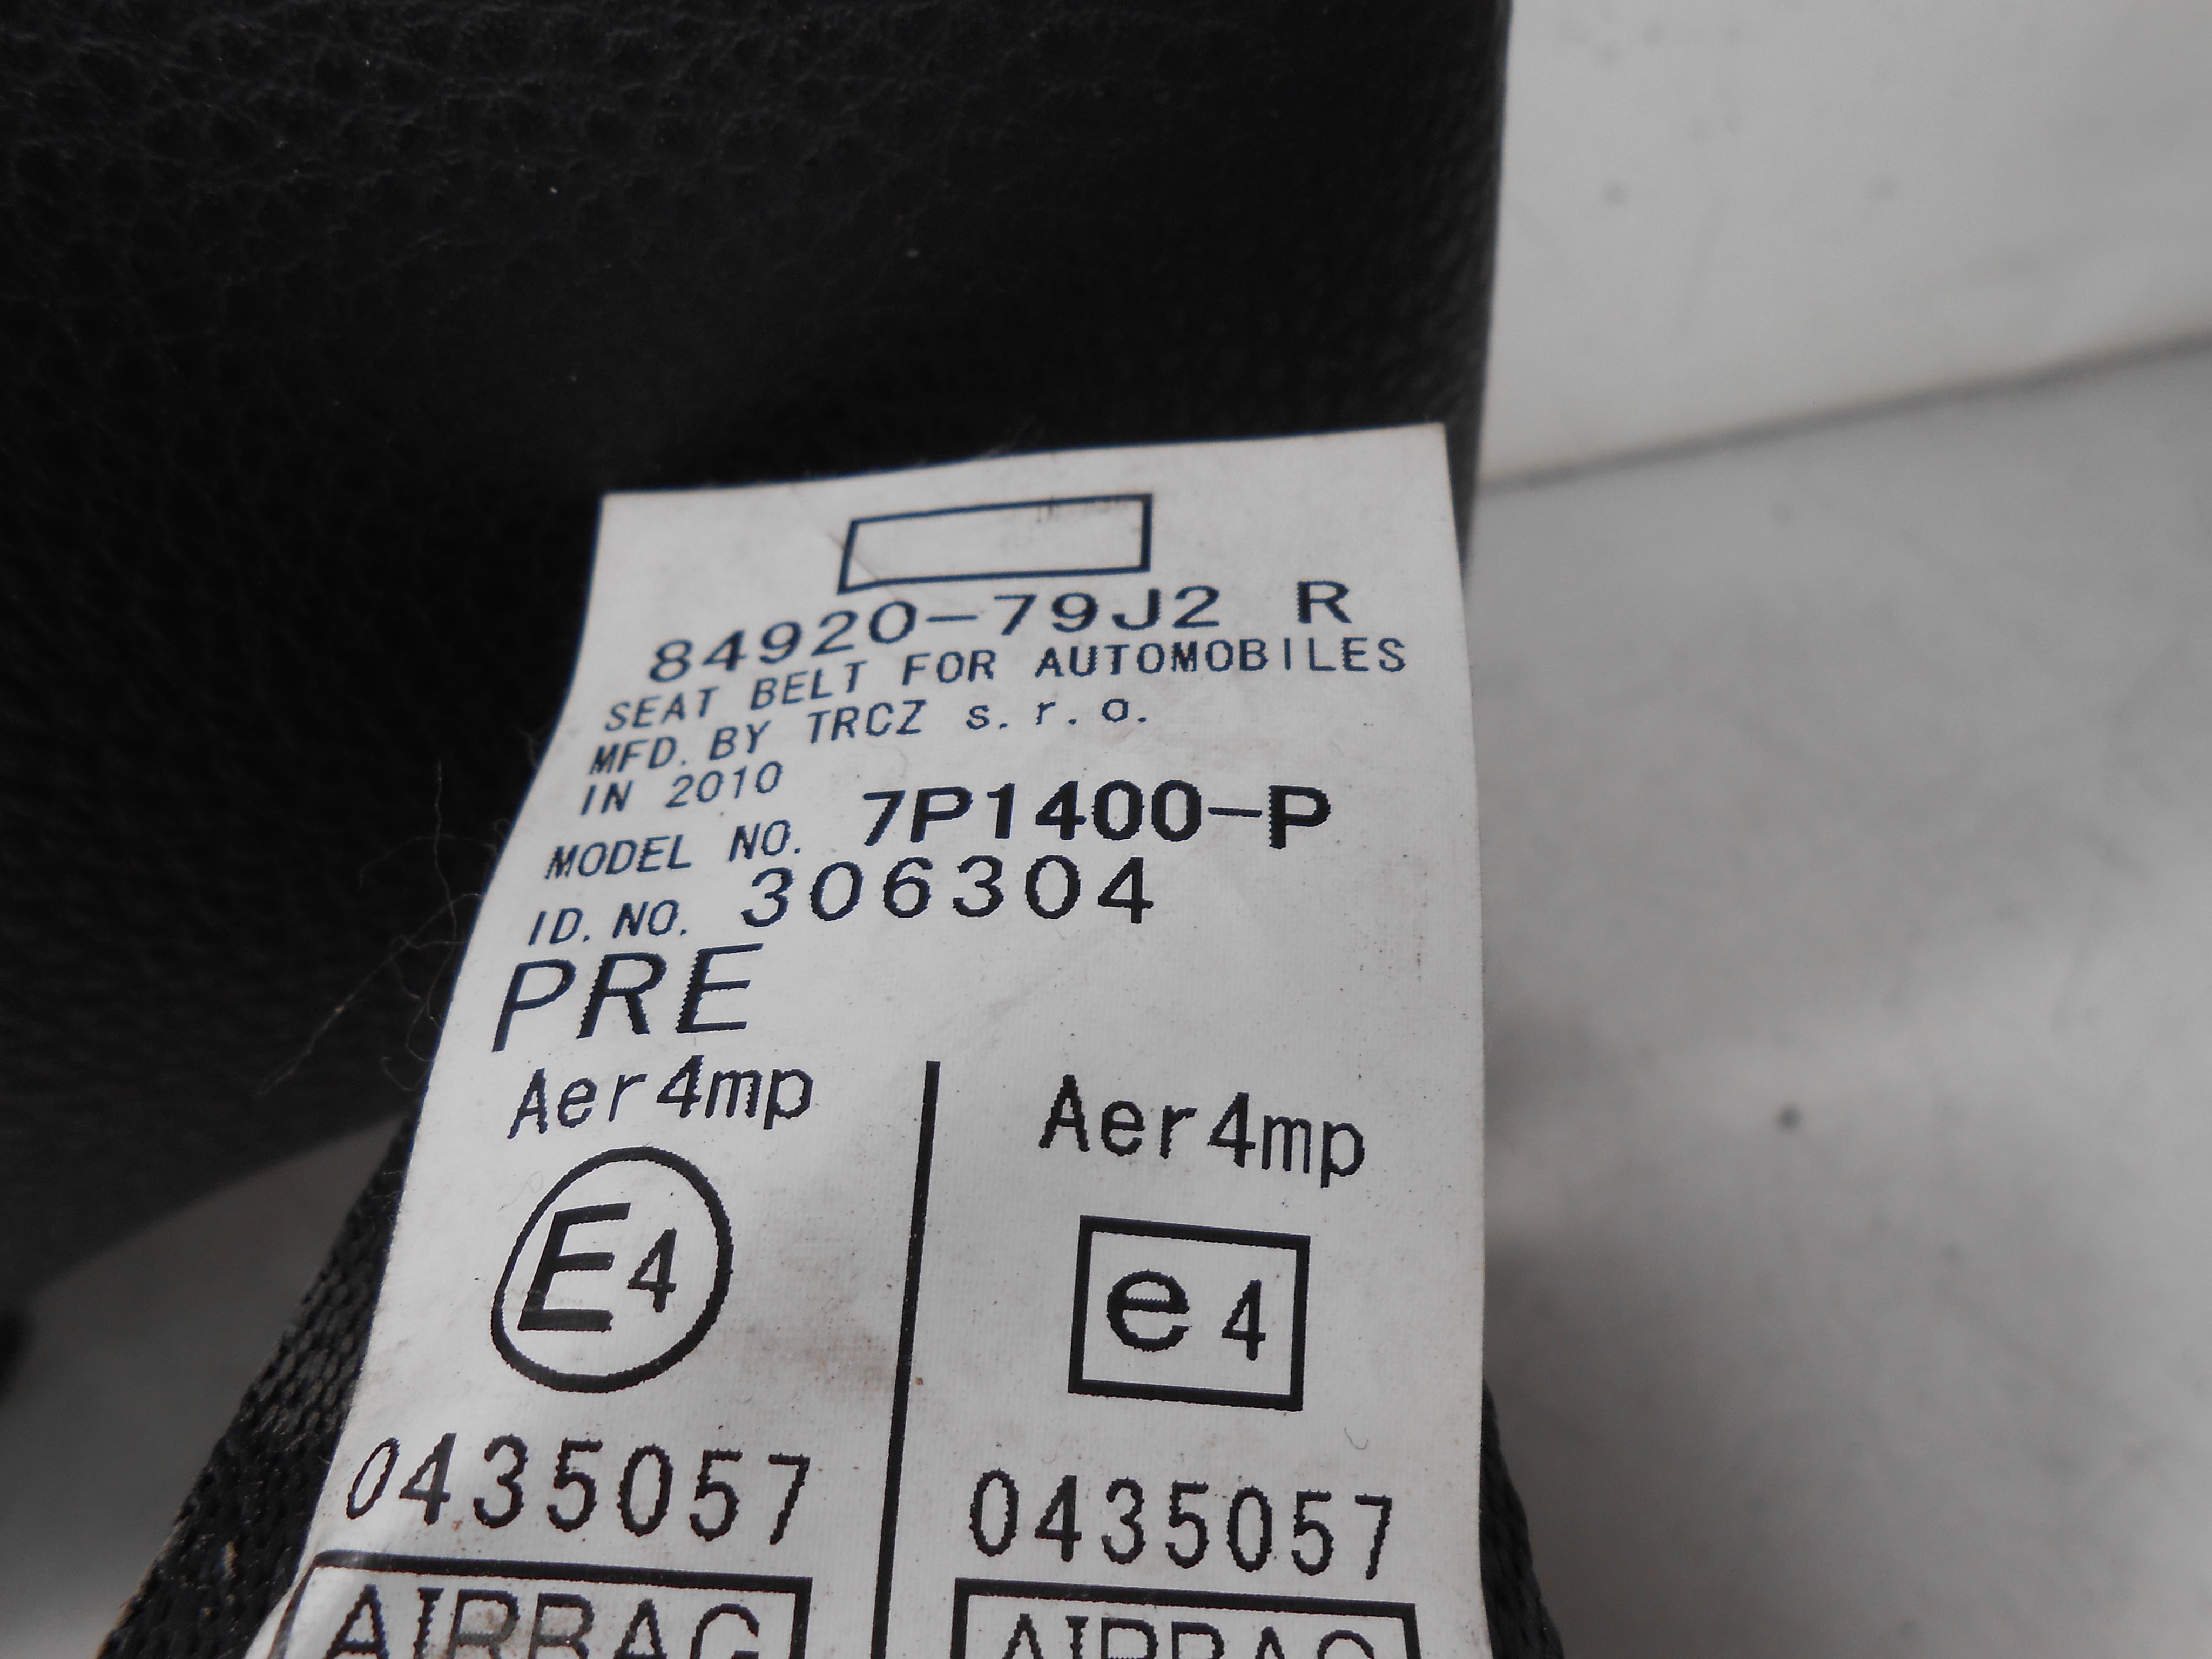 84920-79J2 R
SEAT BELT FOR AUTOMOBILES
MFD. BY TRCZ s. r. o.
IN 2010
MODEL NO. 7P1400-P
ID. NO. 306304
PRE
Aer4mp Aer4mp
E4 e4
0435057 0435057
AIRBAG AIRBAG